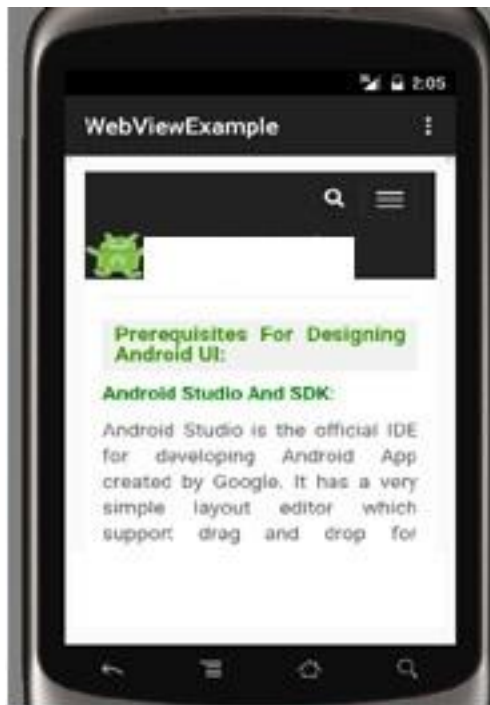 2:05
WebViewExample
Prerequisites For Designing
Android UI:
Android Studio And SDK:
Android Studio is the official IDE
for developing Android App
created by Google. It has a very
simple layout editor which
support drag and drop for